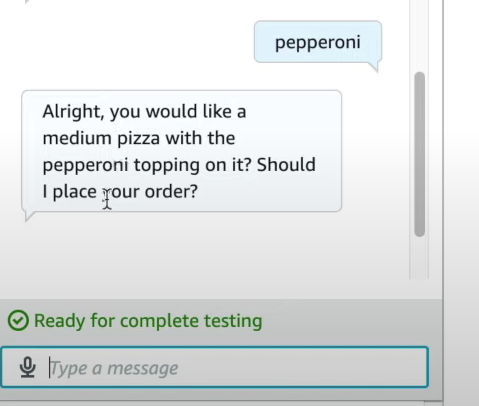 pepperoni
Alright, you would like a
medium pizza with the
pepperoni topping on it? Should
I place your order?
Ready for complete testing
Type a message